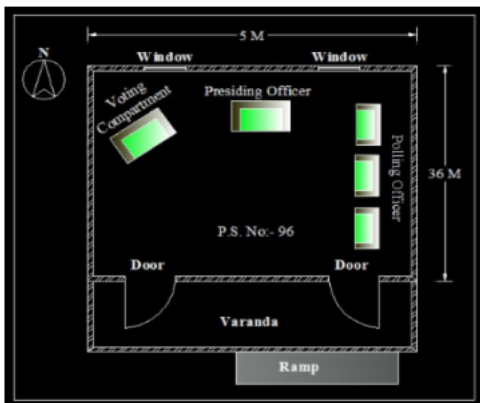 5 M
N
Window
Window
Voting
Compartment
Presiding Officer
Polling Officer
36 M
P.S. No:- 96
Door
Door
Varanda
Ramp